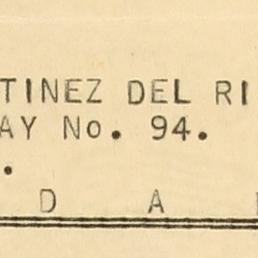 TINEZ DEL RI
AY No. 94.
.
D A